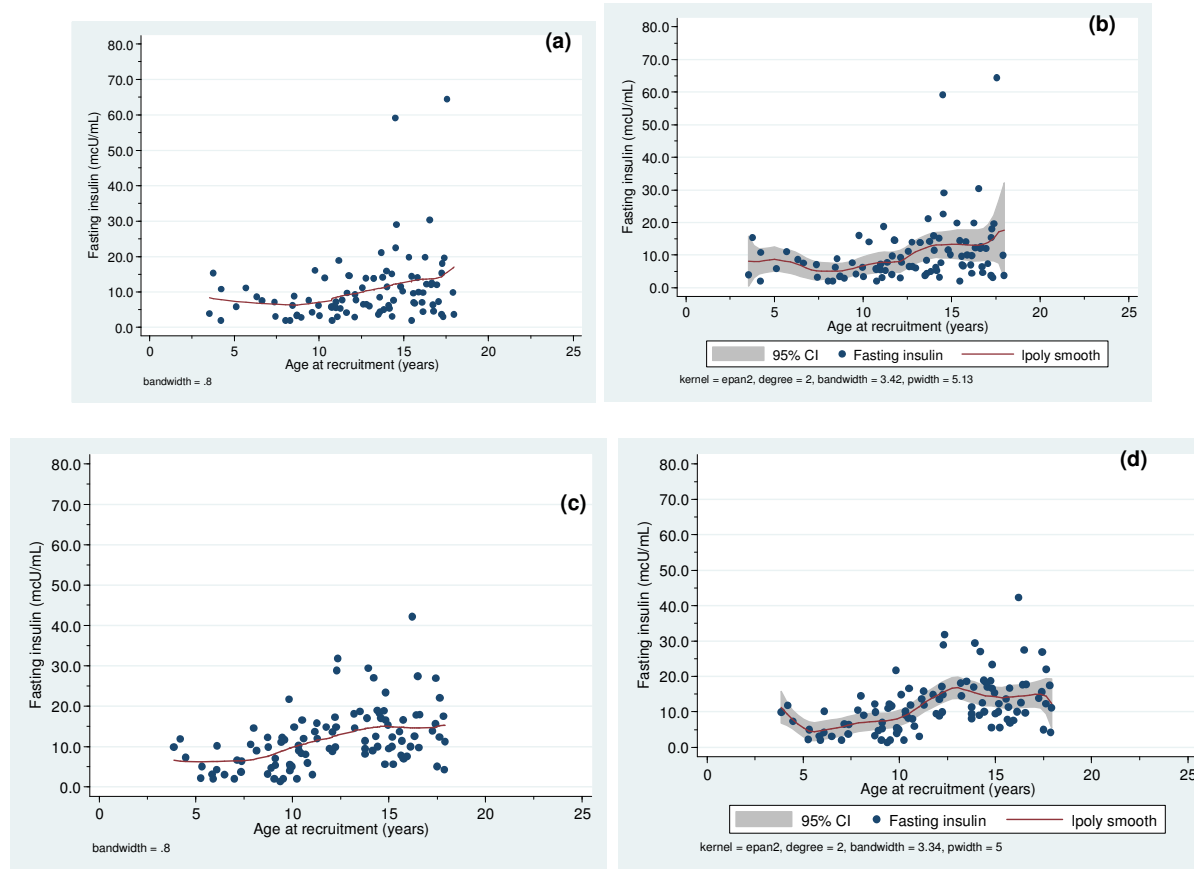 (a)
80.0
70.0
60.0
50.0
40.0
30.0
20.0
10.0
0.0
Fasting insulin (mcU/mL)
0 5 10 15 20 25
Age at recruitment (years)
bandwidth = .8
(b)
80.0
70.0
60.0
50.0
40.0
30.0
20.0
10.0
0.0
Fasting insulin (mcU/mL)
0 5 10 15 20 25
Age at recruitment (years)
95% CI Fasting insulin lpoly smooth
kernel = epan2, degree = 2, bandwidth = 3.42, pwidth = 5.13
(c)
80.0
70.0
60.0
50.0
40.0
30.0
20.0
10.0
0.0
Fasting insulin (mcU/mL)
0 5 10 15 20 25
Age at recruitment (years)
bandwidth = .8
(d)
80.0
70.0
60.0
50.0
40.0
30.0
20.0
10.0
0.0
Fasting insulin (mcU/mL)
0 5 10 15 20 25
Age at recruitment (years)
95% CI Fasting insulin lpoly smooth
kernel = epan2, degree = 2, bandwidth = 3.34, pwidth = 5